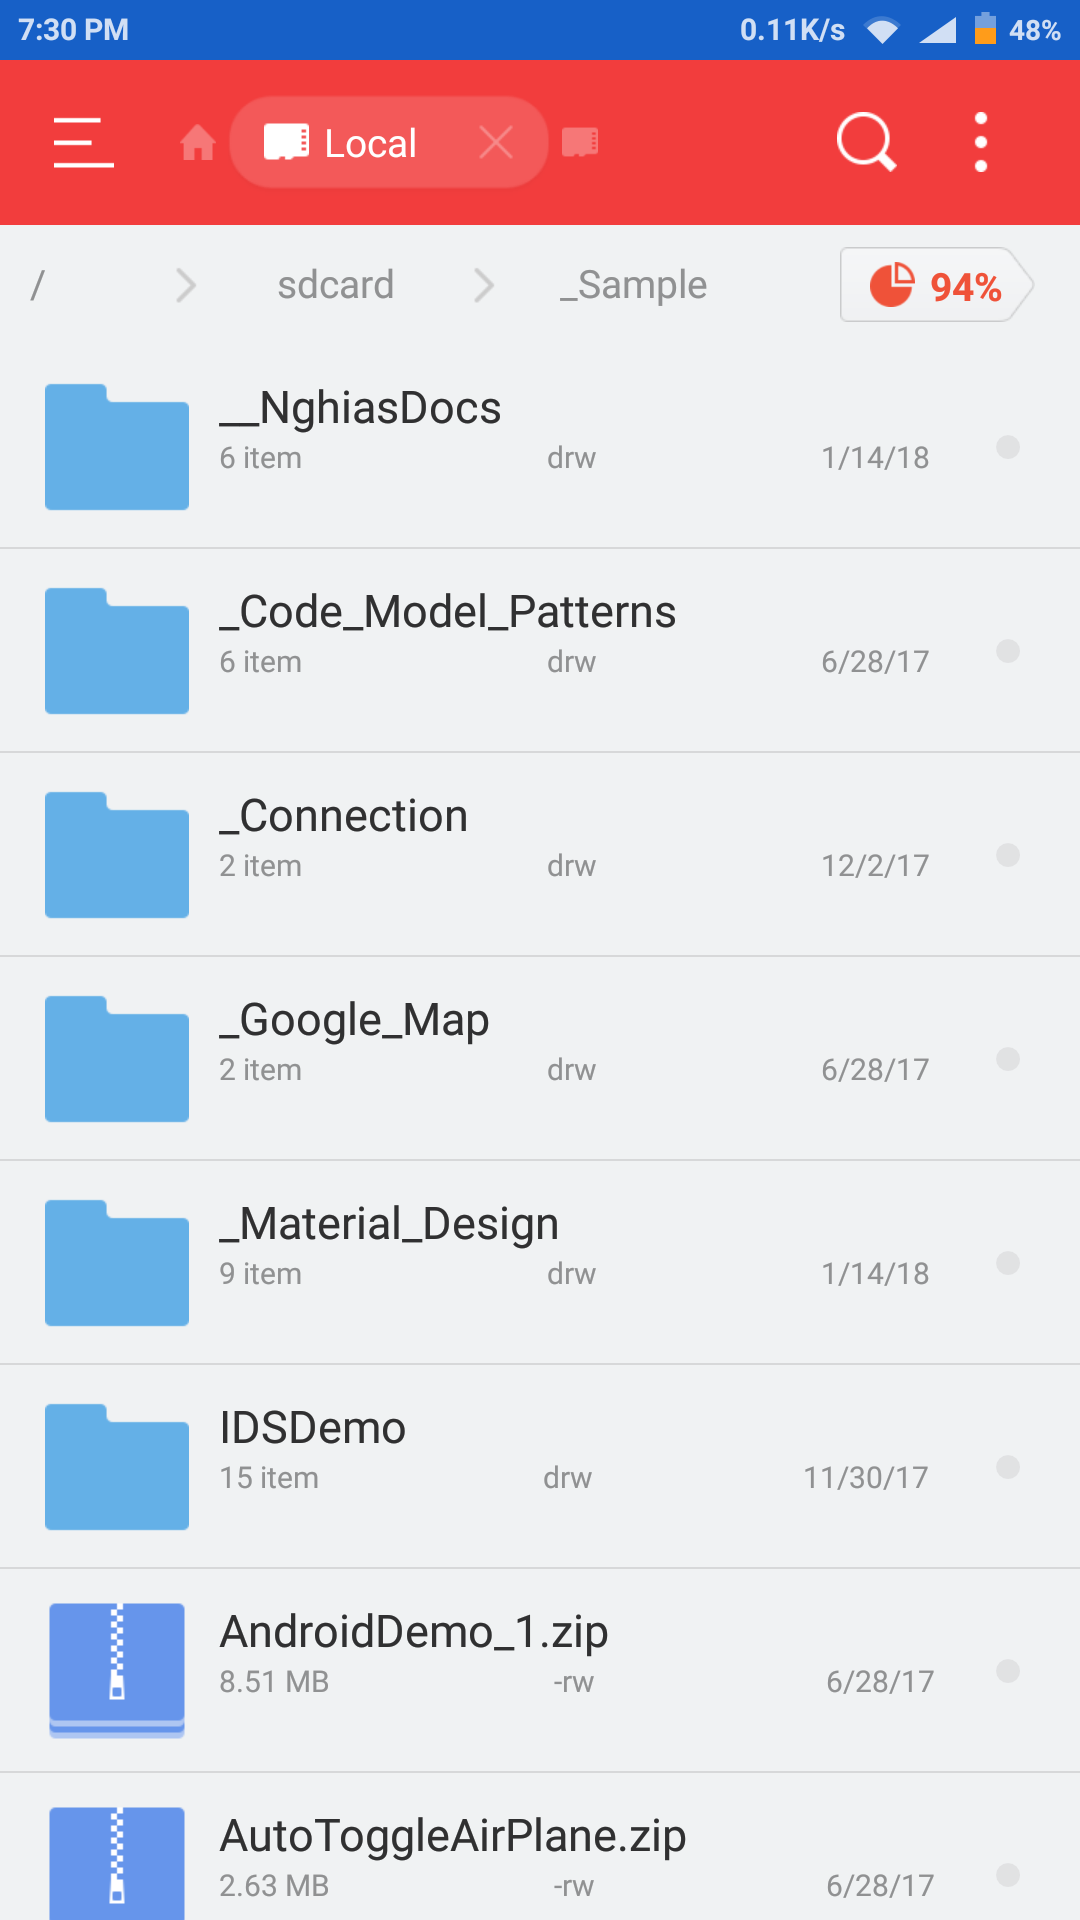 7:30 PM 0.11K/s 48%
Local
/ sdcard _Sample 94%
__NghiasDocs
6 item drw 1/14/18
_Code_Model_Patterns
6 item drw 6/28/17
_Connection
2 item drw 12/2/17
_Google_Map
2 item drw 6/28/17
_Material_Design
9 item drw 1/14/18
IDSDemo
15 item drw 11/30/17
AndroidDemo_1.zip
8.51 MB -rw 6/28/17
AutoToggleAirPlane.zip
2.63 MB -rw 6/28/17